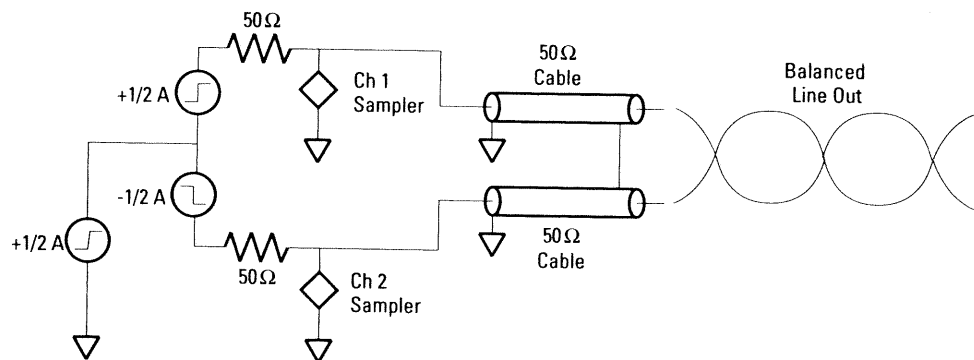 50Ω
+1/2 A
Ch 1
Sampler
50Ω
Cable
Balanced
Line Out
-1/2 A
+1/2 A
50Ω
Ch 2
Sampler
50Ω
Cable